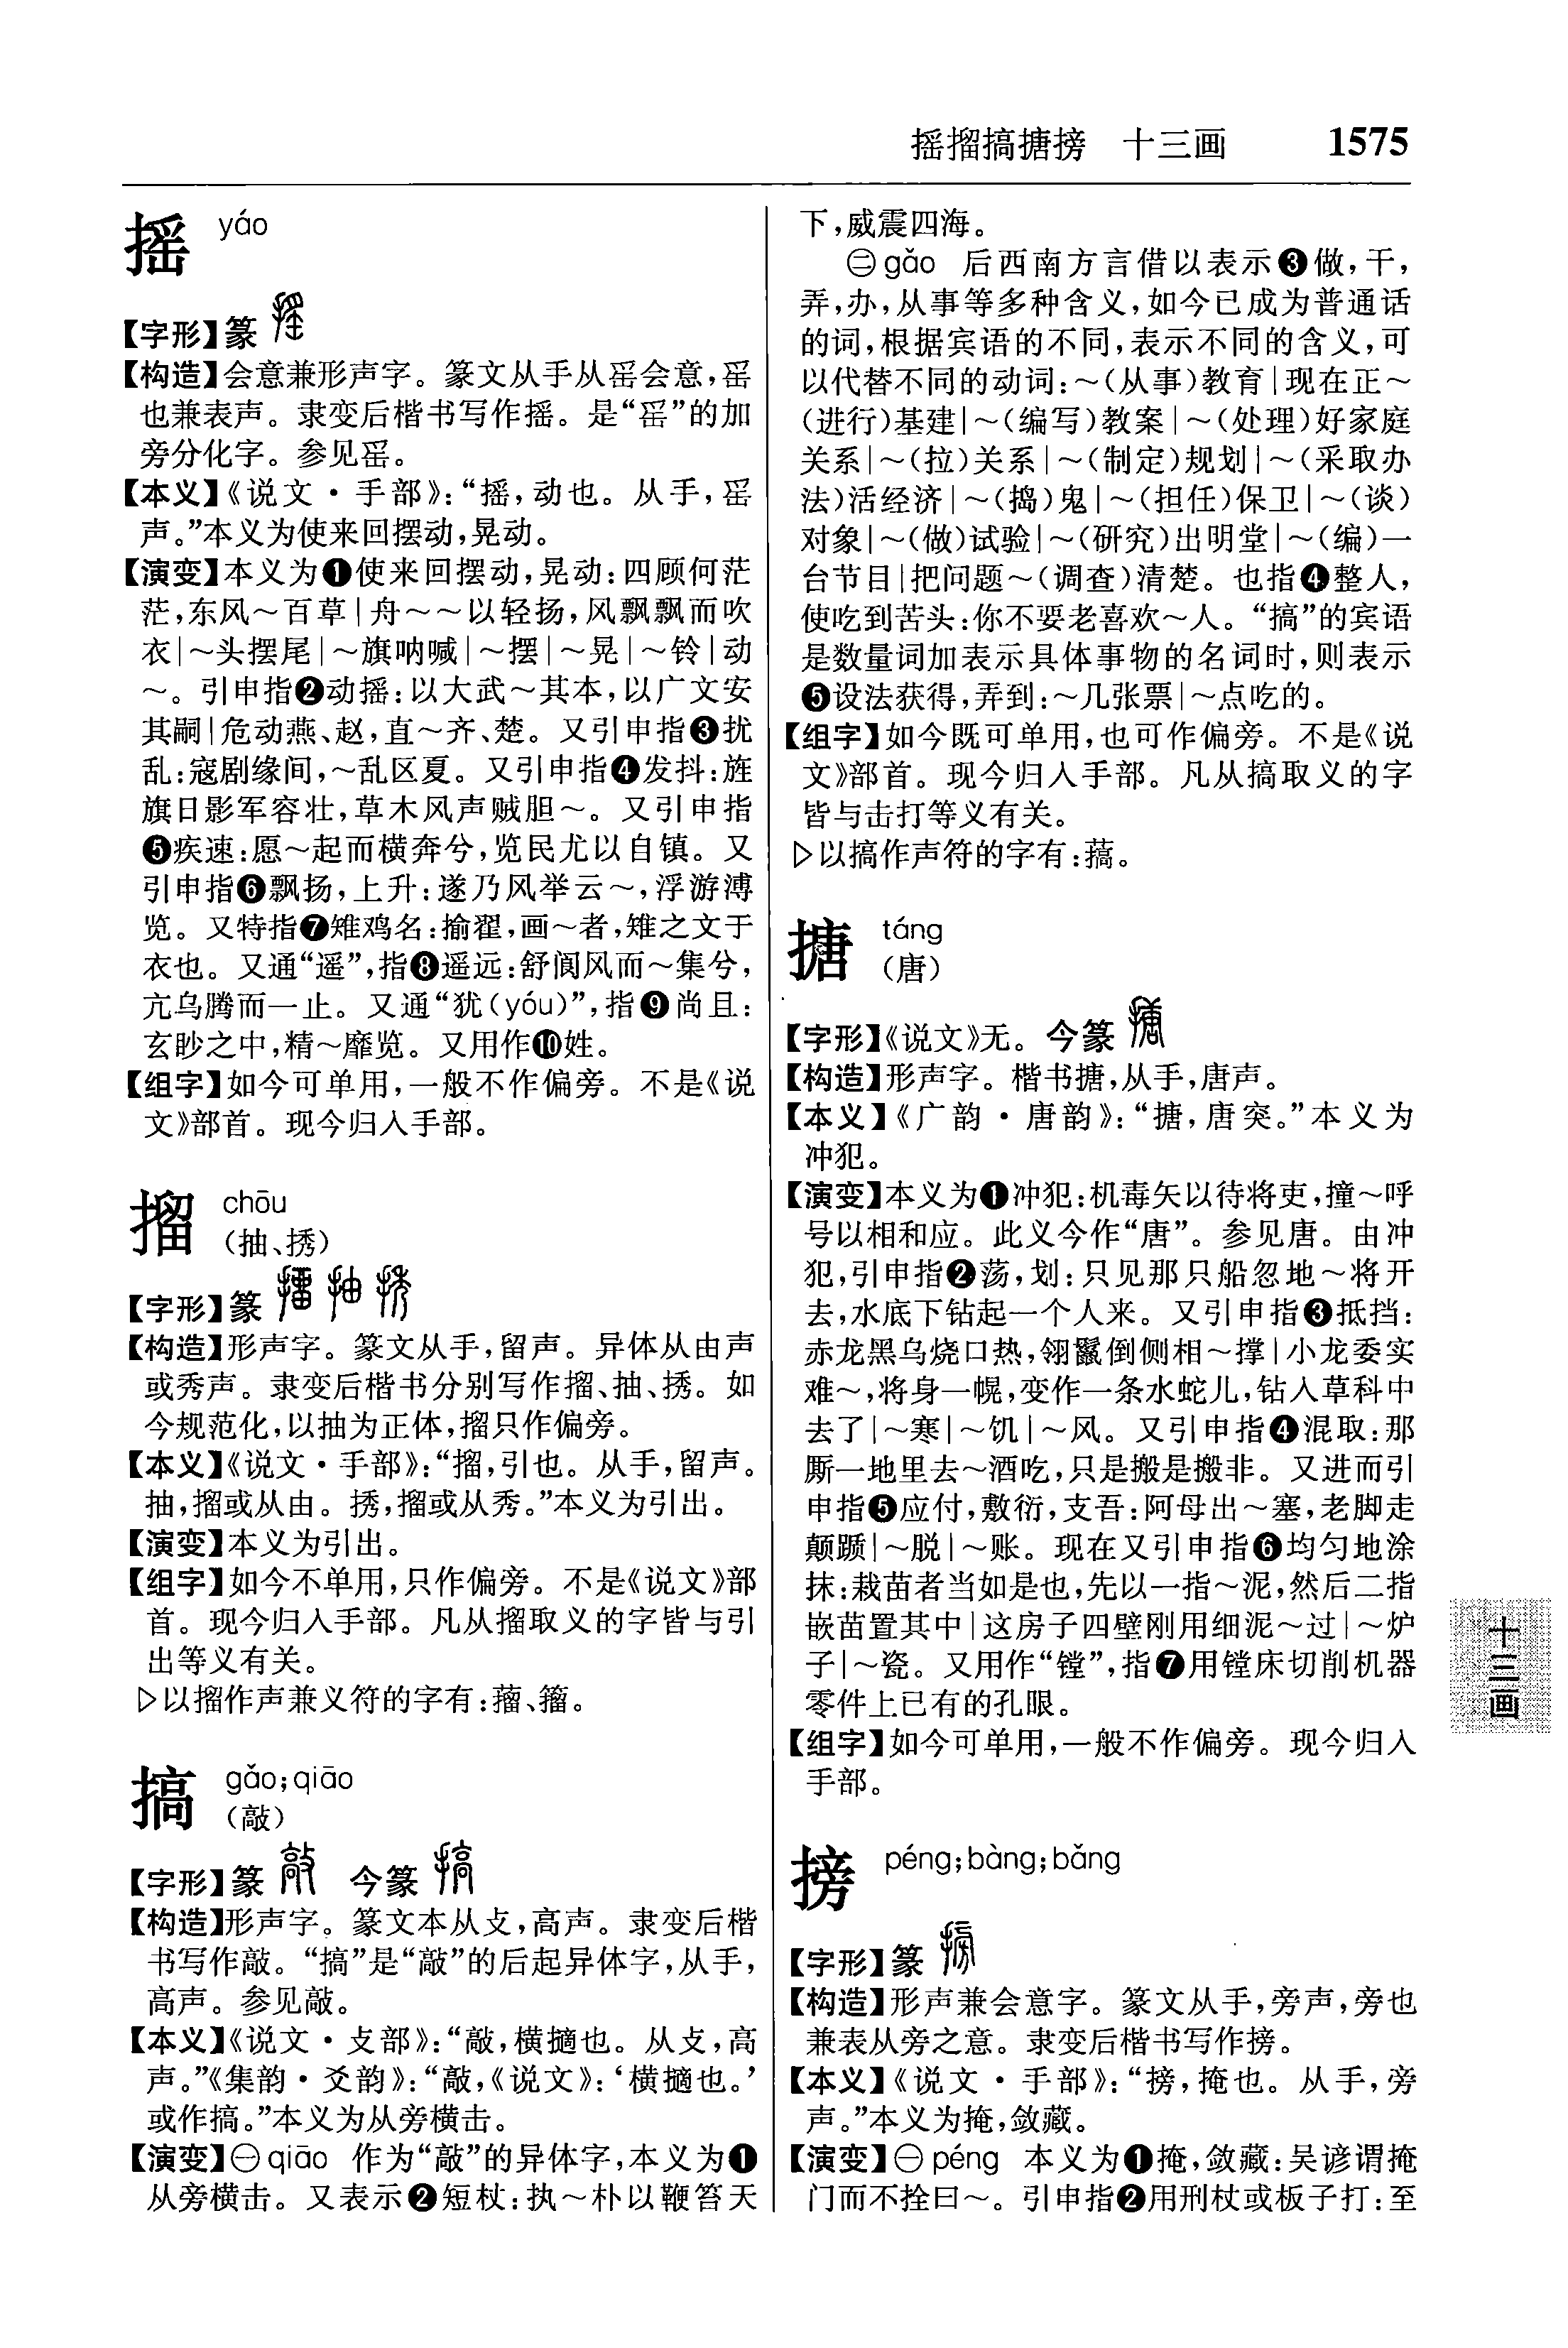 摇搐搞搪搒 十三画 1575
摇 yáo
【字形】篆
【构造】会意兼形声字。篆文从手从䍃会意,䍃
也兼表声。隶变后楷书写作摇。是“䍃”的加
旁分化字。参见䍃。
【本义】《说文·手部》:“摇,动也。从手,䍃
声。”本义为使来回摆动,晃动。
【演变】本义为❶使来回摆动,晃动:四顾何茫
茫,东风～百草|舟～～以轻扬,风飘飘而吹
衣|～头摆尾|～旗呐喊|～摆|～晃|～铃|动
～。引申指❷动摇:以大武～其本,以广文安
其嗣|危动燕、赵,直～齐、楚。又引申指❸扰
乱:寇剧缘间,～乱区夏。又引申指❹发抖:旌
旗日影军容壮,草木风声贼胆～。又引申指
❺疾速:愿～起而横奔兮,览民尤以自镇。又
引申指❻飘扬,上升:遂乃风举云～,浮游溥
览。又特指❼雉鸡名:揄翟,画～者,雉之文于
衣也。又通“遥”,指❽遥远:舒阆风而～集兮,
亢乌腾而一止。又通“犹(yóu)”,指❾尚且:
玄眇之中,精～靡览。又用作❿姓。
【组字】如今可单用,一般不作偏旁。不是《说
文》部首。现今归入手部。
㨨 chōu
(抽、㨞)
【字形】篆
【构造】形声字。篆文从手,留声。异体从由声
或秀声。隶变后楷书分别写作㨨、抽、㨞。如
今规范化,以抽为正体,㨨只作偏旁。
【本义】《说文·手部》:“㨨,引也。从手,留声。
抽,㨨或从由。㨞,㨨或从秀。”本义为引出。
【演变】本义为引出。
【组字】如今不单用,只作偏旁。不是《说文》部
首。现今归入手部。凡从㨨取义的字皆与引
出等义有关。
▷以㨨作声兼义符的字有:
搞 gǎo;qiāo
(敲)
【字形】篆 今篆
【构造】形声字。篆文本从攴,高声。隶变后楷
书写作敲。“搞”是“敲”的后起异体字,从手,
高声。参见敲。
【本义】《说文·攴部》:“敲,横擿也。从攴,高
声。”《集韵·爻韵》:“敲,《说文》:‘横擿也。’
或作搞。”本义为从旁横击。
【演变】㊀qiāo 作为“敲”的异体字,本义为❶
从旁横击。又表示❷短杖:执～朴以鞭笞天
下,威震四海。
㊁gǎo 后西南方言借以表示❸做,干,
弄,办,从事等多种含义,如今已成为普通话
的词,根据宾语的不同,表示不同的含义,可
以代替不同的动词:～(从事)教育|现在正～
(进行)基建|～(编写)教案|～(处理)好家庭
关系|～(拉)关系|～(制定)规划|～(采取办
法)活经济|～(捣)鬼|～(担任)保卫|～(谈)
对象|～(做)试验|～(研究)出明堂|～(编)一
台节目|把问题～(调查)清楚。也指❹整人,
使吃到苦头:你不要老喜欢～人。“搞”的宾语
是数量词加表示具体事物的名词时,则表示
❺设法获得,弄到:～几张票|～点吃的。
【组字】如今既可单用,也可作偏旁。不是《说
文》部首。现今归入手部。凡从搞取义的字
皆与击打等义有关。
▷以搞作声符的字有:
搪 táng
(唐)
【字形】《说文》无。今篆
【构造】形声字。楷书搪,从手,唐声。
【本义】《广韵·唐韵》:“搪,唐突。”本义为
冲犯。
【演变】本义为❶冲犯:机毒矢以待将吏,撞～呼
号以相和应。此义今作“唐”。参见唐。由冲
犯,引申指❷荡,划:只见那只船忽地～将开
去,水底下钻起一个人来。又引申指❸抵挡:
赤龙黑乌烧口热,翎鬣倒侧相～撑|小龙委实
难～,将身一幌,变作一条水蛇儿,钻入草科中
去了|～寒|～饥|～风。又引申指❹混取:那
厮一地里去～酒吃,只是搬是搬非。又进而引
申指❺应付,敷衍,支吾:阿母出～塞,老脚走
颠踬|～脱|～账。现在又引申指❻均匀地涂
抹:栽苗者当如是也,先以一指～泥,然后二指
嵌苗置其中|这房子四壁刚用细泥～过|～炉
子|～瓷。又用作“镗”,指❼用镗床切削机器
零件上已有的孔眼。
【组字】如今可单用,一般不作偏旁。现今归入
手部。
搒 péng;bàng;bǎng
【字形】篆
【构造】形声兼会意字。篆文从手,旁声,旁也
兼表从旁之意。隶变后楷书写作搒。
【本义】《说文·手部》:“搒,掩也。从手,旁
声。”本义为掩,敛藏。
【演变】㊀péng 本义为❶掩,敛藏:吴谚谓掩
门而不拴曰～。引申指❷用刑杖或板子打:至
十三画